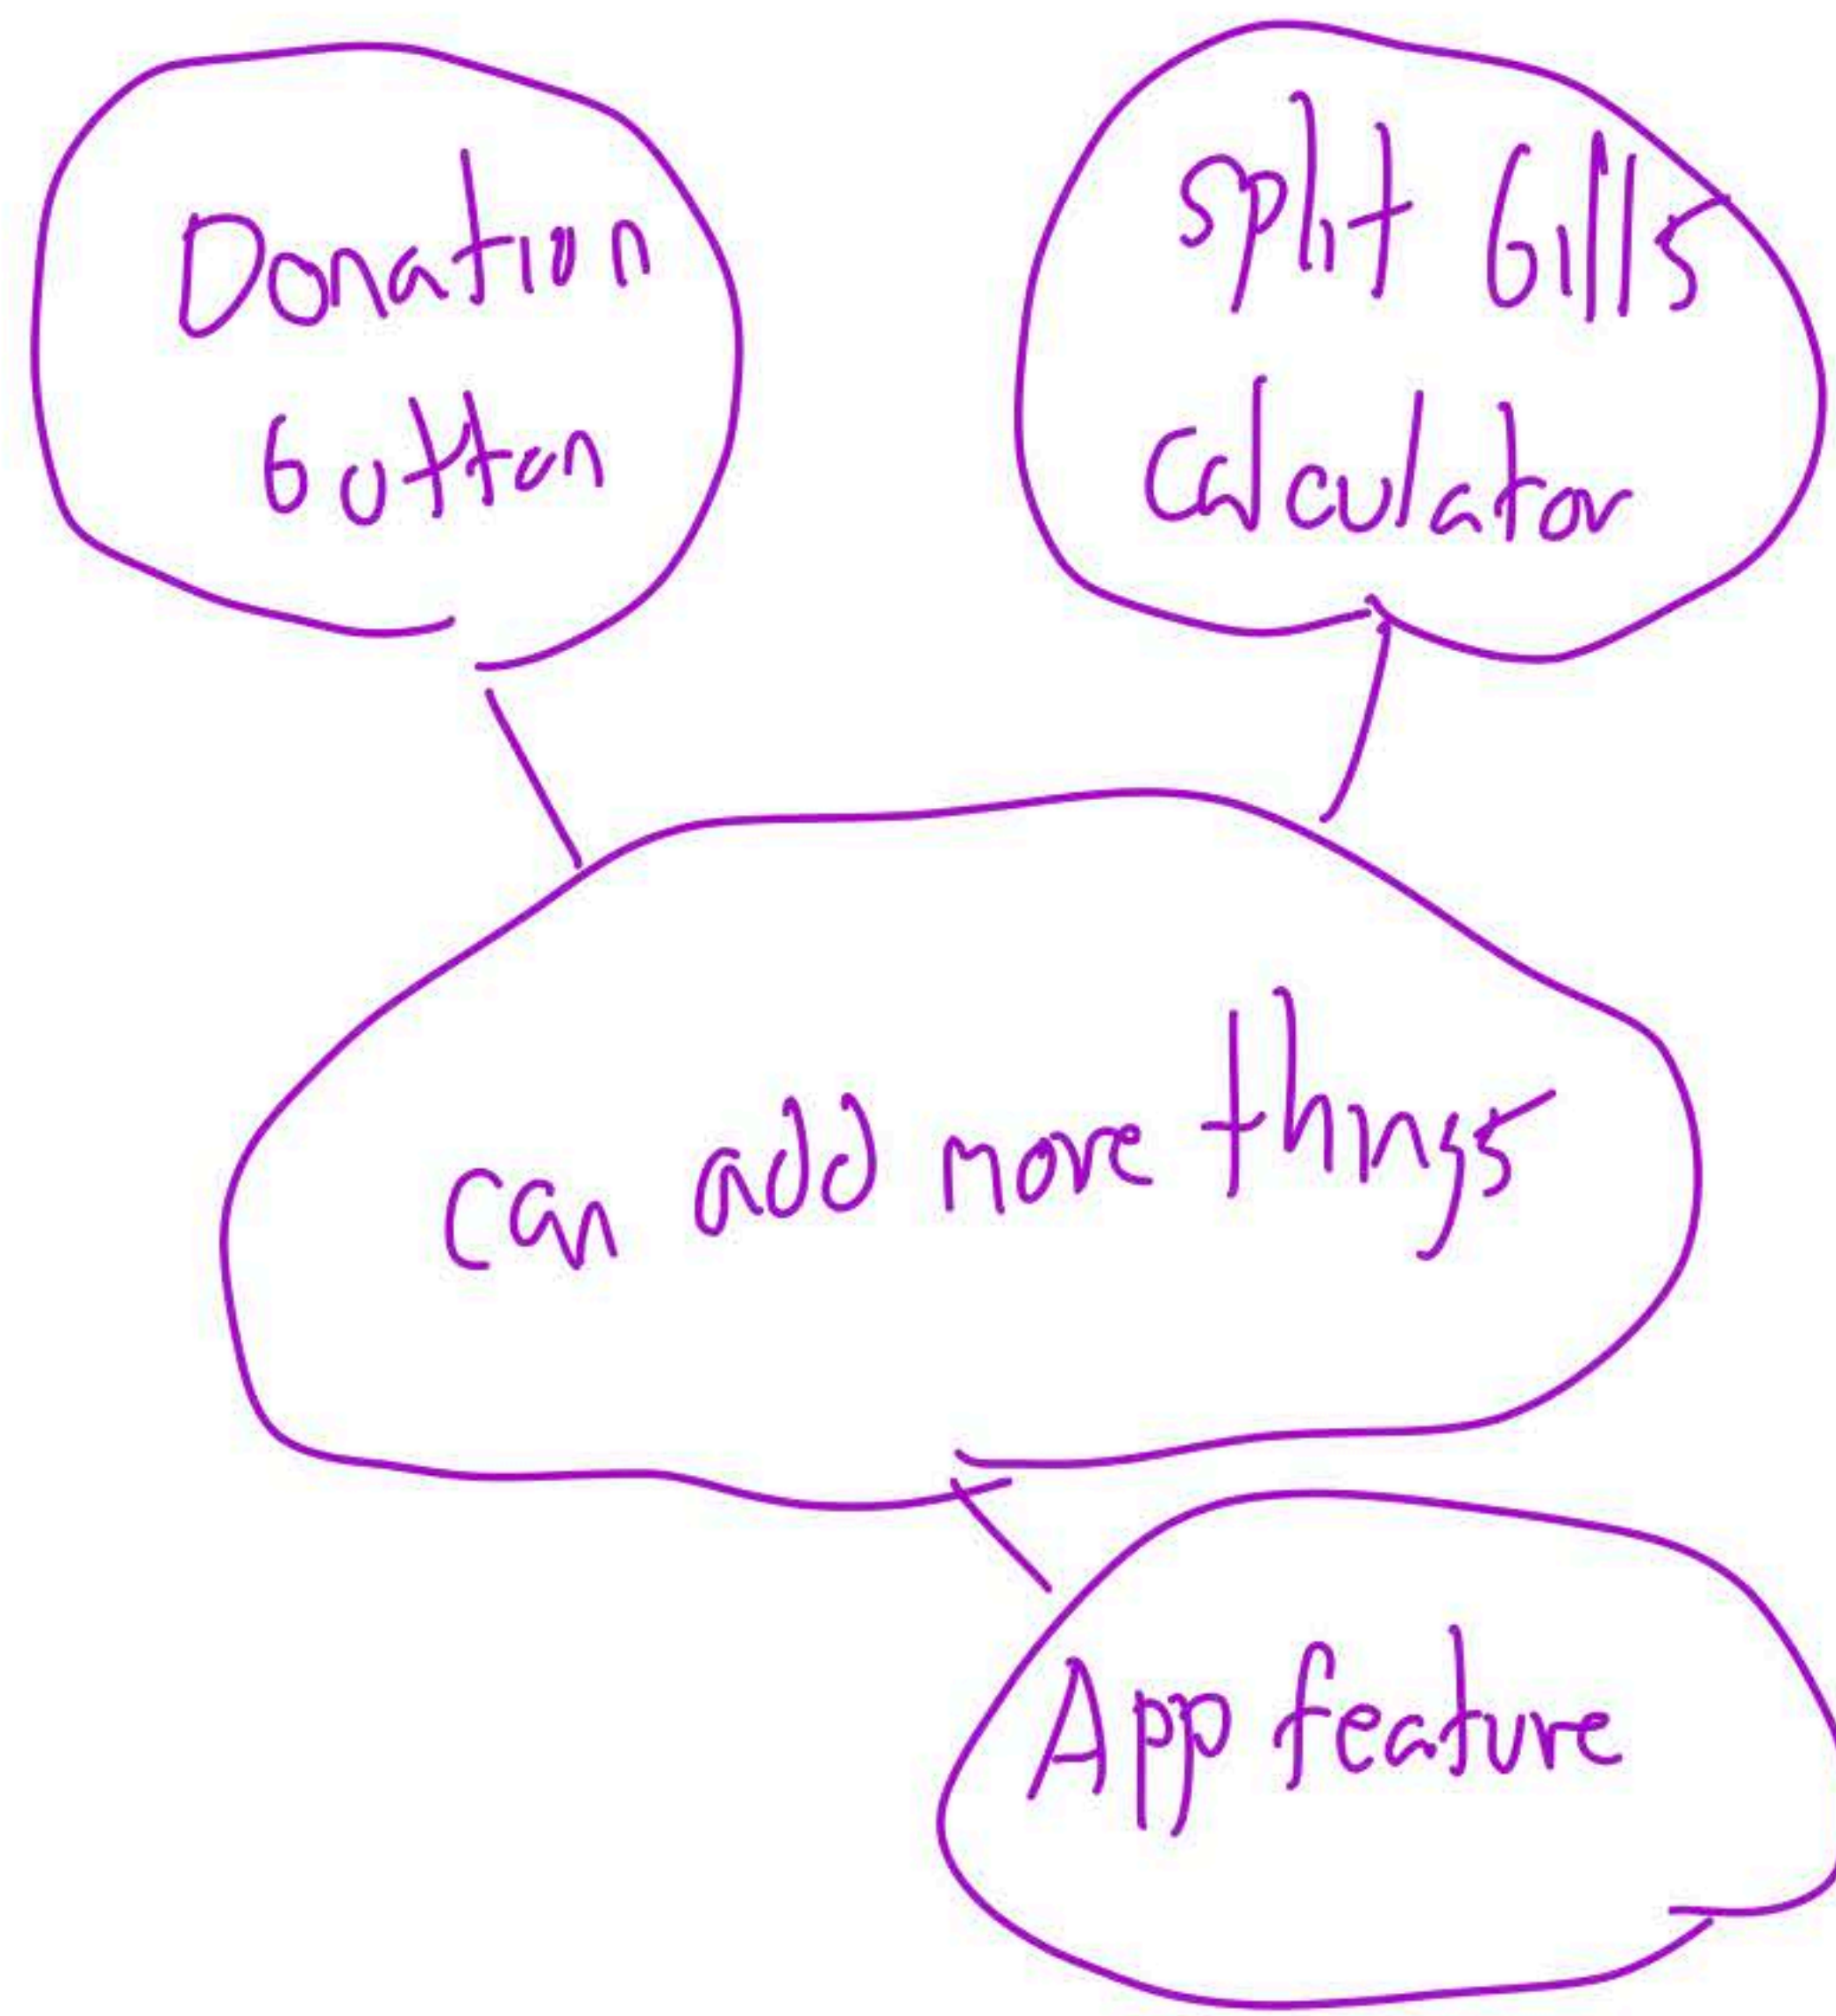 Donation
button
split bills
calculator
can add more things
App feature